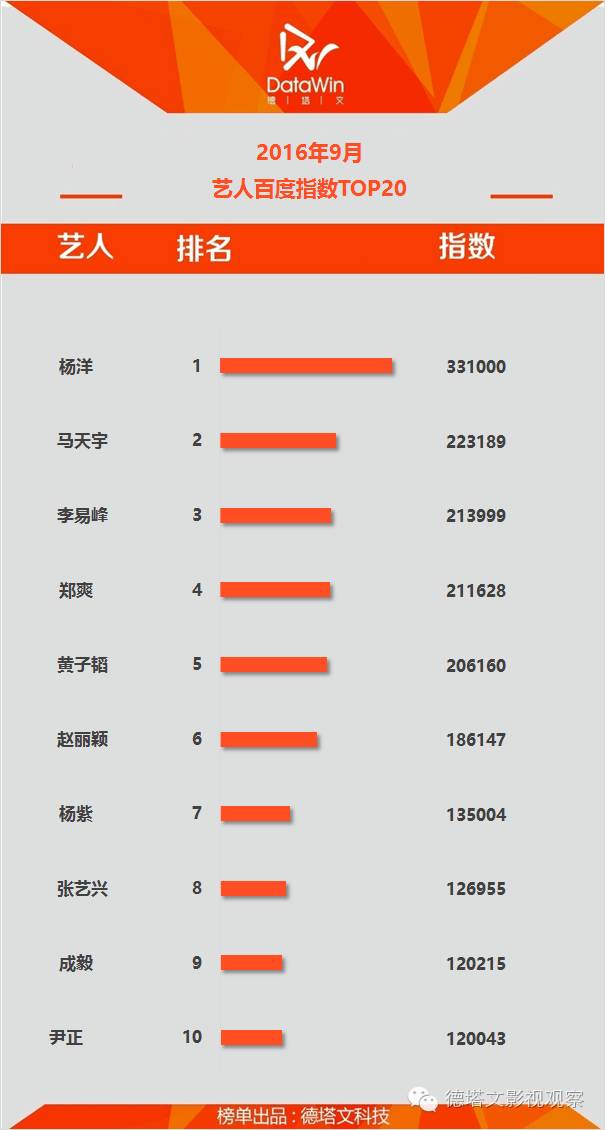 DataWin
德 | 塔 | 文
2016年9月
艺人百度指数TOP20
艺人 排名 指数
杨洋 1 331000
马天宇 2 223189
李易峰 3 213999
郑爽 4 211628
黄子韬 5 206160
赵丽颖 6 186147
杨紫 7 135004
张艺兴 8 126955
成毅 9 120215
尹正 10 120043
德塔文影视观察
榜单出品：德塔文科技